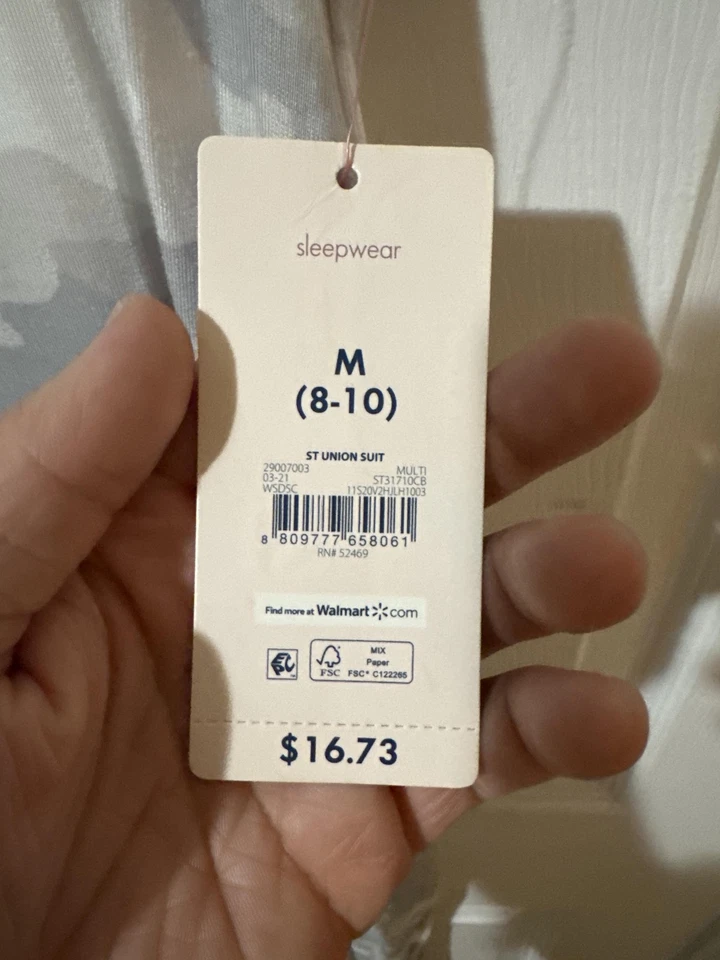 sleepwear
M
(8-10)
ST UNION SUIT
29007003 MULTI
03-21 ST31710CB
WSD5C 11S20V2HJLH1003
8 809777 658061
RN# 52469
Find more at Walmart com
MIX
Paper
FSC FSC® C122265
$16.73